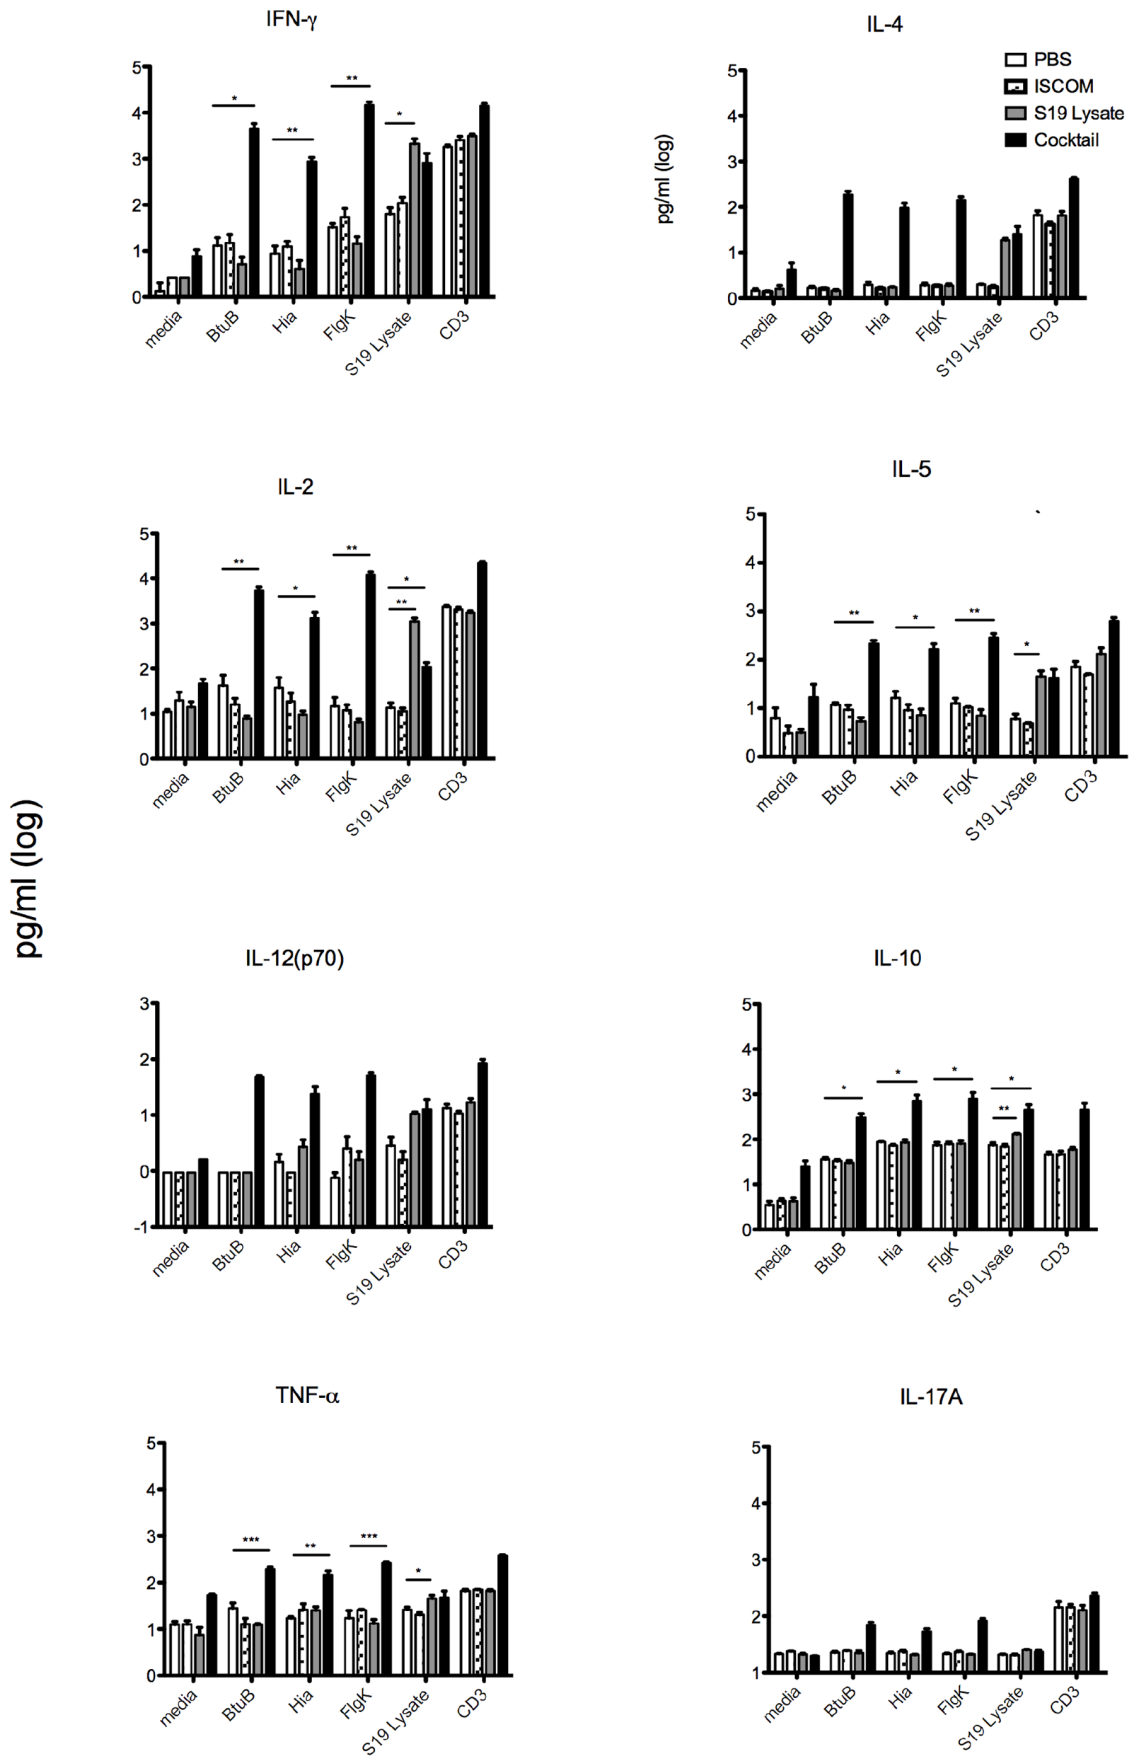 IFN-γ
5
4
3
2
1
0
*
**
**
*
media
BtuB
Hia
FlgK
S19 Lysate
CD3
IL-4
PBS
ISCOM
S19 Lysate
Cocktail
pg/ml (log)
5
4
3
2
1
0
media
BtuB
Hia
FlgK
S19 Lysate
CD3
IL-2
5
4
3
2
1
0
**
*
**
*
**
media
BtuB
Hia
FlgK
S19 Lysate
CD3
IL-5
5
4
3
2
1
0
**
*
**
*
media
BtuB
Hia
FlgK
S19 Lysate
CD3
pg/ml (log)
IL-12(p70)
3
2
1
0
-1
media
BtuB
Hia
FlgK
S19 Lysate
CD3
IL-10
5
4
3
2
1
0
*
*
*
*
**
media
BtuB
Hia
FlgK
S19 Lysate
CD3
TNF-α
5
4
3
2
1
0
***
**
***
*
media
BtuB
Hia
FlgK
S19 Lysate
CD3
IL-17A
5
4
3
2
1
media
BtuB
Hia
FlgK
S19 Lysate
CD3